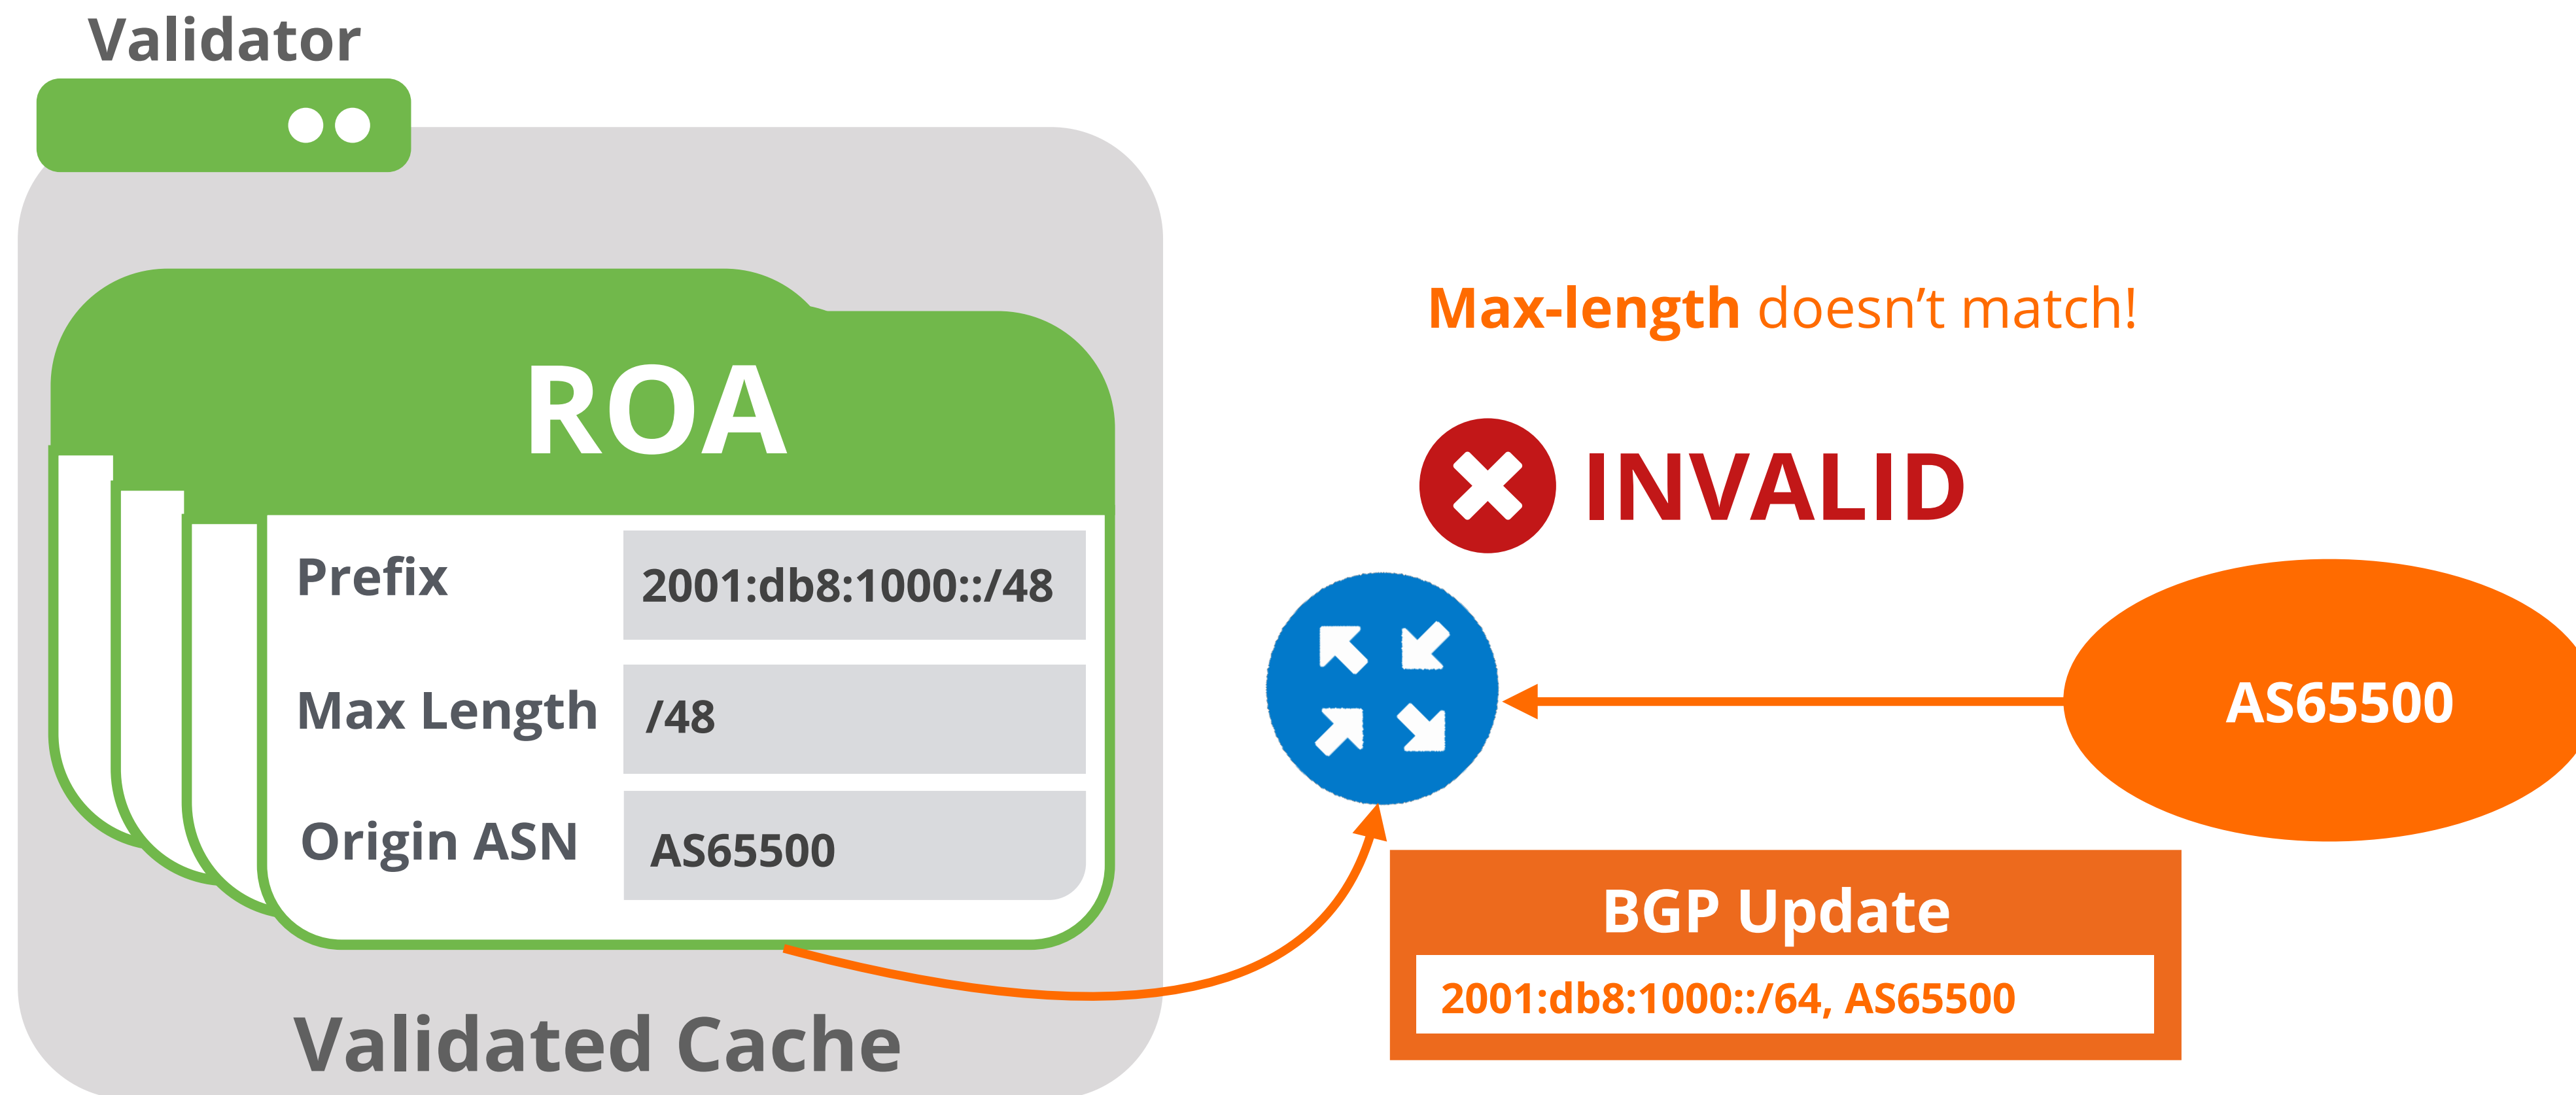 Validator
ROA
Prefix
2001:db8:1000::/48
Max Length
/48
Origin ASN
AS65500
Validated Cache
Max-length doesn’t match!
INVALID
AS65500
BGP Update
2001:db8:1000::/64, AS65500